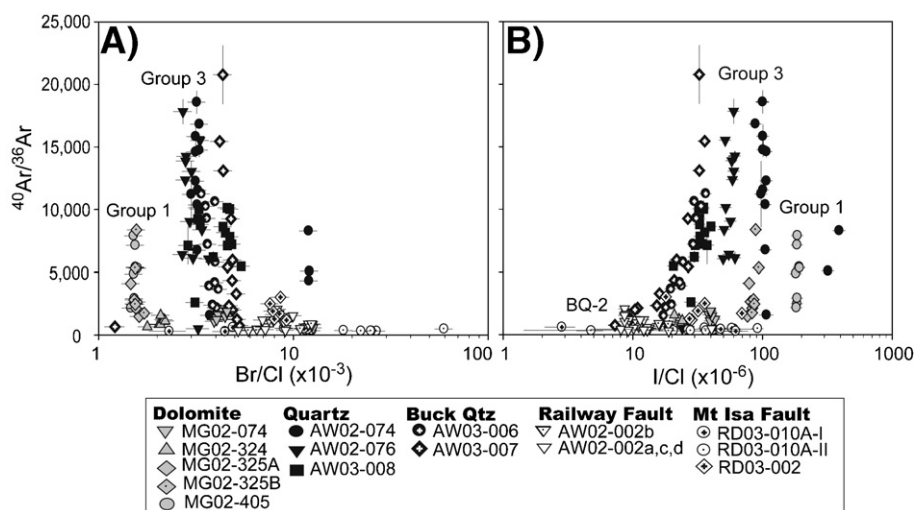 A)
B)
25,000
20,000
15,000
10,000
5,000
0
40Ar/36Ar
Group 3
Group 1
1
10
100
Br/Cl (x10-3)
Group 3
Group 1
BQ-2
1
10
100
1000
I/Cl (x10-6)
Dolomite
MG02-074
MG02-324
MG02-325A
MG02-325B
MG02-405
Quartz
AW02-074
AW02-076
AW03-008
Buck Qtz
AW03-006
AW03-007
Railway Fault
AW02-002b
AW02-002a,c,d
Mt Isa Fault
RD03-010A-I
RD03-010A-II
RD03-002